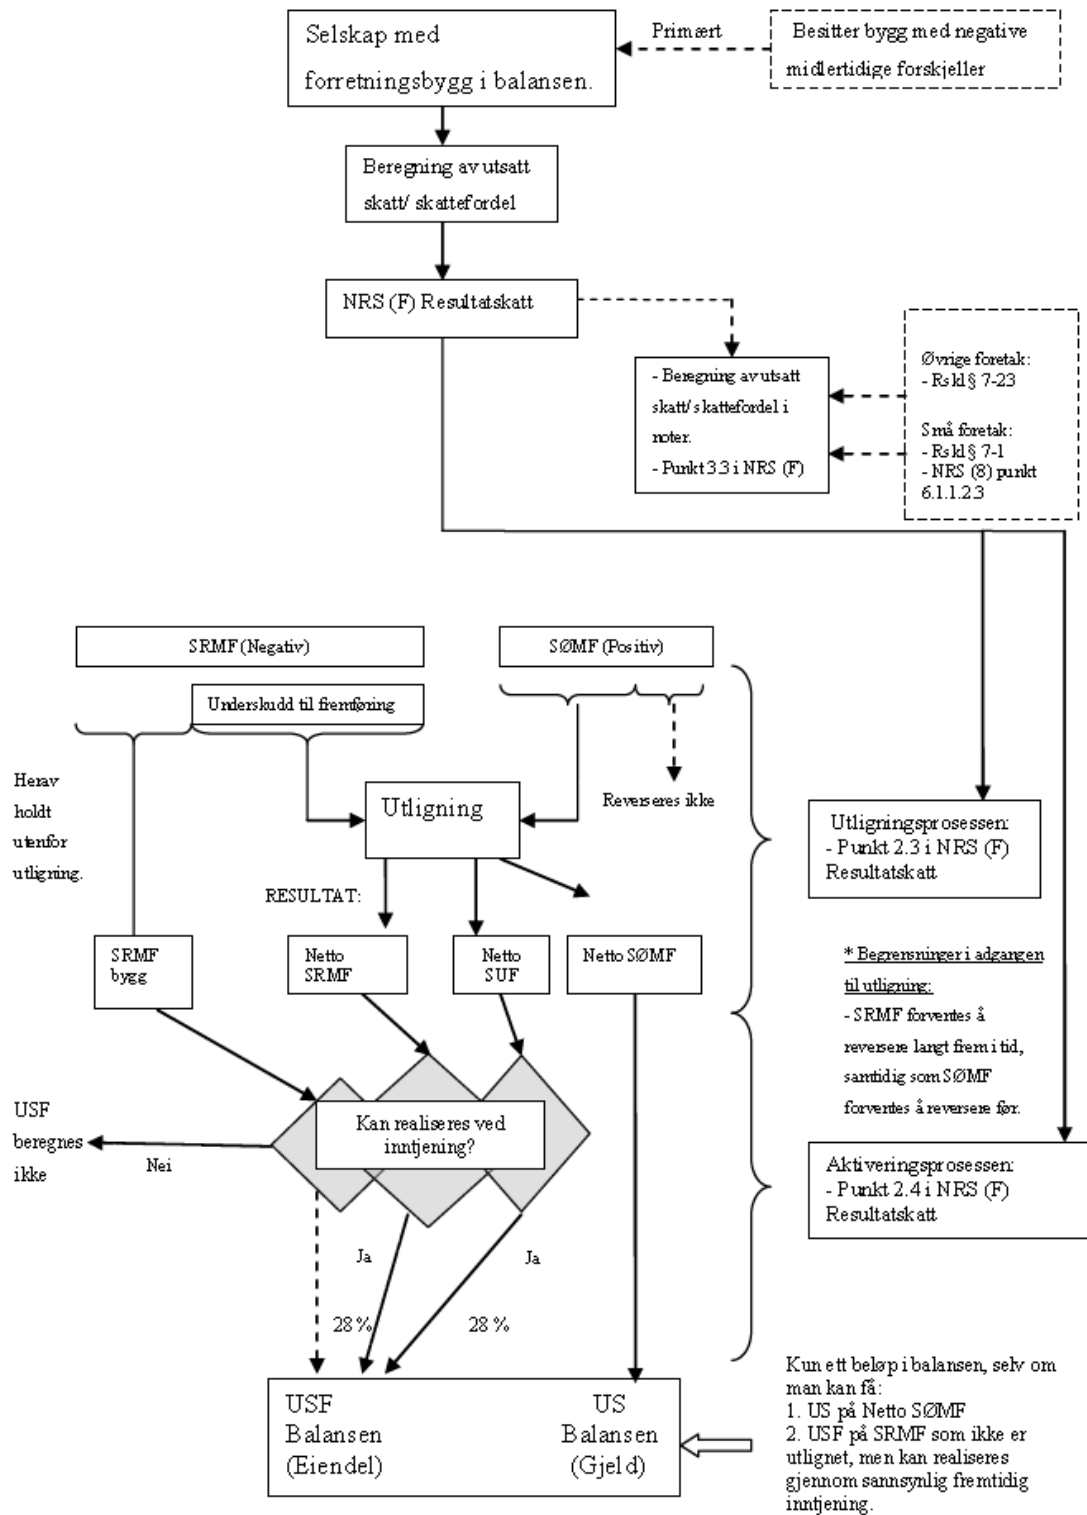 Selskap med
forretningsbygg i balansen.
Primært
Besitter bygg med negative
midlertidige forskjeller
Beregning av utsatt
skatt/ skattefordel
NRS (F) Resultatskatt
- Beregning av utsatt
skatt/ skattefordel i
noter.
- Punkt 3.3 i NRS (F)
Øvrige foretak:
- Rskl § 7-23
Små foretak:
- Rskl § 7-1
- NRS (8) punkt
6.1.1.2.3
SRMF (Negativ)
SØMF (Positiv)
Underskudd til fremføring
Herav
holdt
utenfor
utligning.
Utligning
Reverseres ikke
RESULTAT:
Utligningsprosessen:
- Punkt 2.3 i NRS (F)
Resultatskatt
SRMF
bygg
Netto
SRMF
Netto
SUF
Netto SØMF
* Begrensninger i adgangen
til utligning:
- SRMF forventes å
reversere langt frem i tid,
samtidig som SØMF
forventes å reversere før.
Kan realiseres ved
inntjening?
USF
beregnes
ikke
Nei
Aktiveringsprosessen:
- Punkt 2.4 i NRS (F)
Resultatskatt
Ja
Ja
28 %
28 %
USF
Balansen
(Eiendel)
US
Balansen
(Gjeld)
Kun ett beløp i balansen, selv om
man kan få:
1. US på Netto SØMF
2. USF på SRMF som ikke er
utlignet, men kan realiseres
gjennom sannsynlig fremtidig
inntjening.